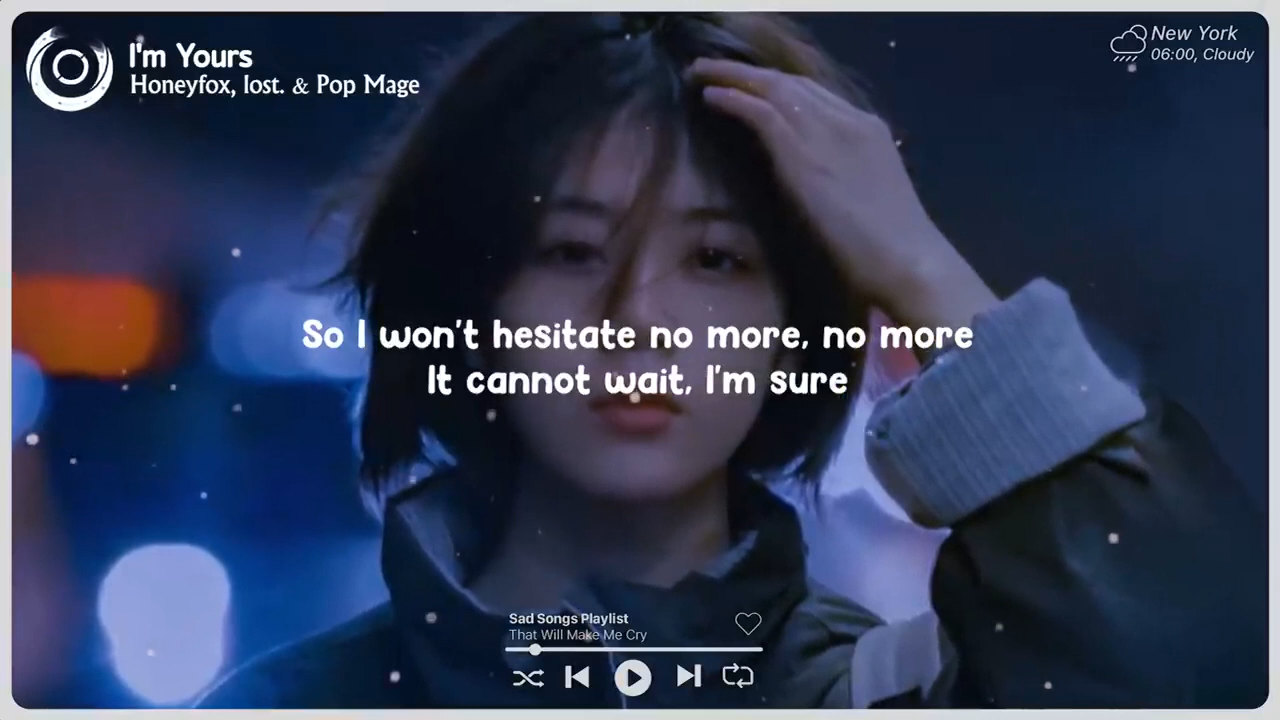 I'm Yours
Honeyfox, lost. & Pop Mage
New York
06:00, Cloudy
So I won't hesitate no more, no more
It cannot wait, I'm sure
Sad Songs Playlist
That Will Make Me Cry